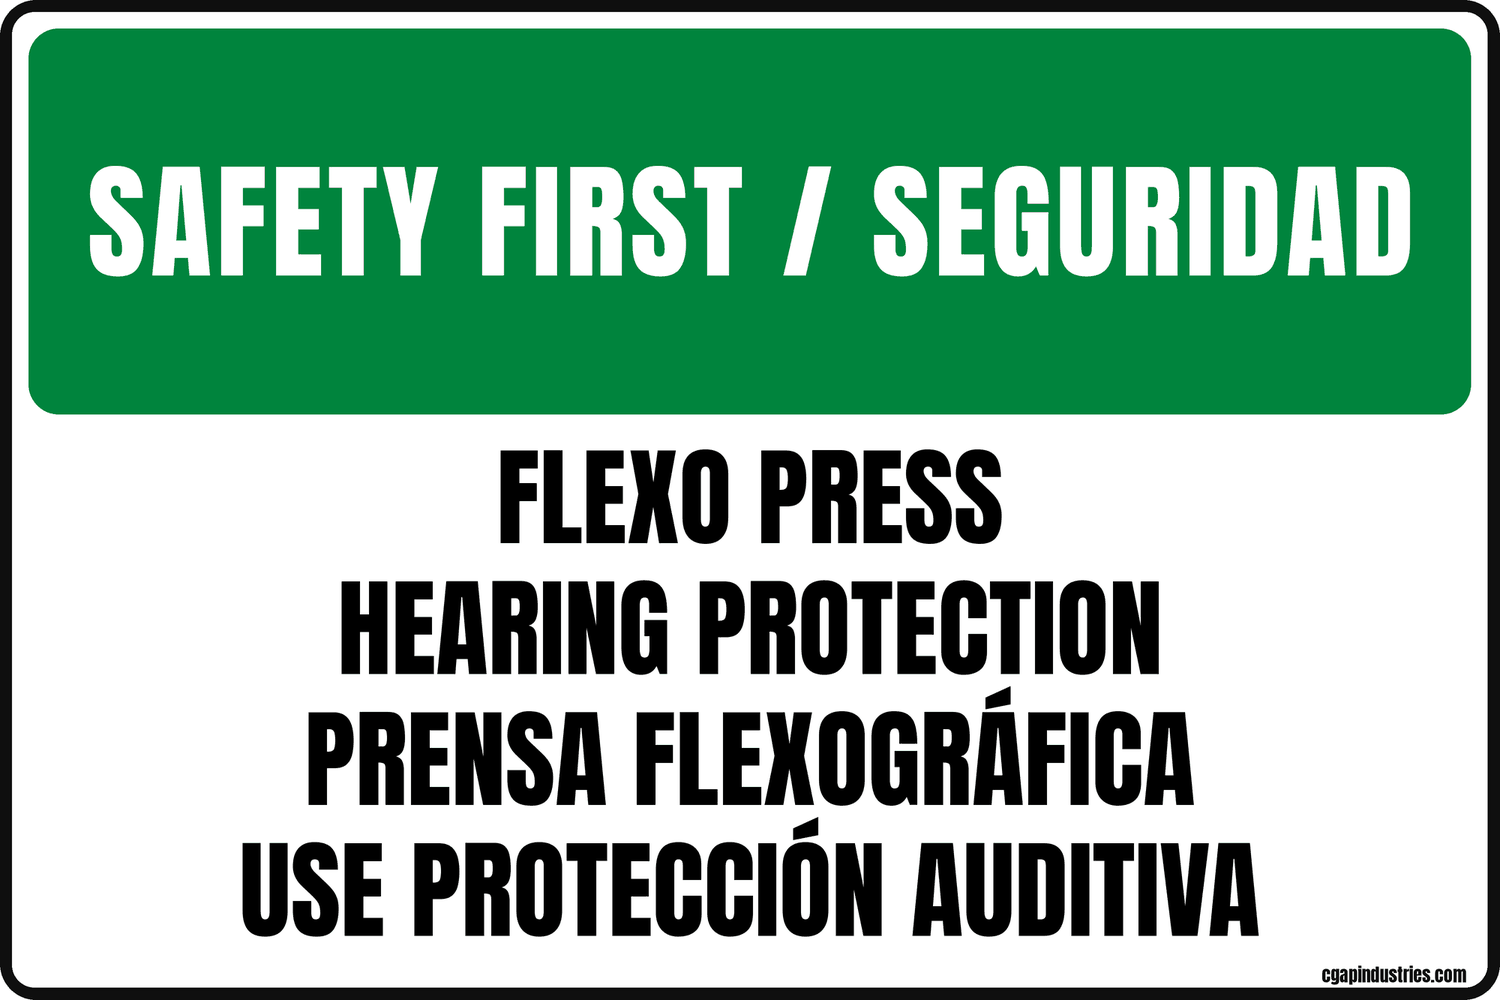 SAFETY FIRST / SEGURIDAD
FLEXO PRESS
HEARING PROTECTION
PRENSA FLEXOGRÁFICA
USE PROTECCIÓN AUDITIVA
cgapindustries.com